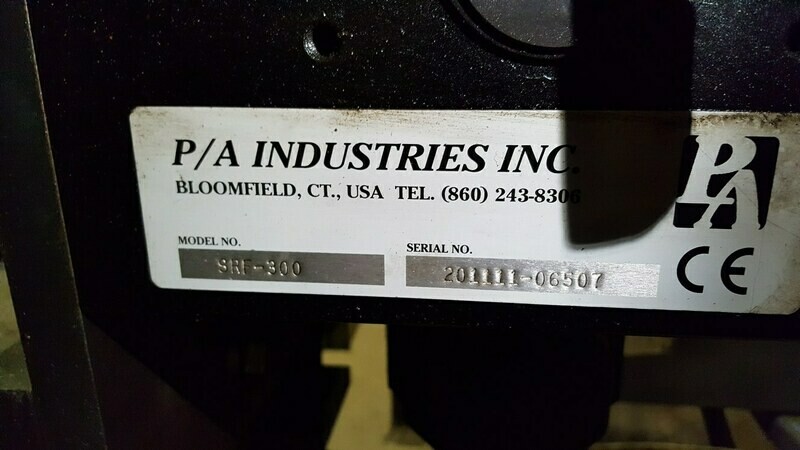 P/A INDUSTRIES INC.
BLOOMFIELD, CT., USA TEL. (860) 243-8306
PA
MODEL NO.
SRF-300
SERIAL NO.
201111-06507
CE